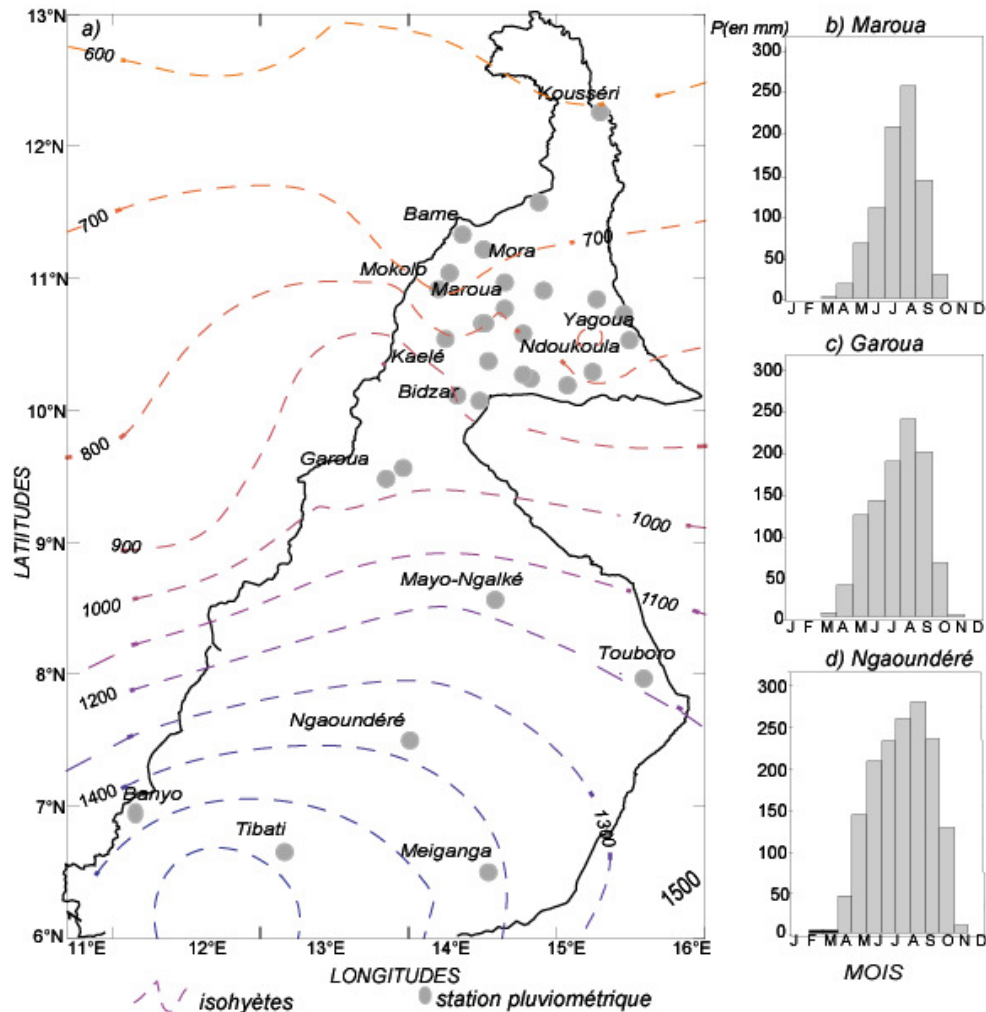 a)
13°N
12°N
11°N
10°N
9°N
8°N
7°N
6°N
LATIITUDES
600
700
800
900
1000
1200
1400
700
1000
1100
1300
1500
Kousséri
Bame
Mora
Mokolo
Maroua
Yagoua
Ndoukoula
Kaelé
Bidzar
Garoua
Mayo-Ngalké
Touboro
Ngaoundéré
Banyo
Tibati
Meiganga
11°E 12°E 13°E 14°E 15°E 16°E
LONGITUDES
isohyètes
station pluviométrique
b) Maroua
P(en mm)
300
250
200
150
100
50
0
J F M A M J J A S O N D
c) Garoua
300
250
200
150
100
50
0
J F M A M J J A S O N D
d) Ngaoundéré
300
250
200
150
100
50
0
J F M A M J J A S O N D
MOIS